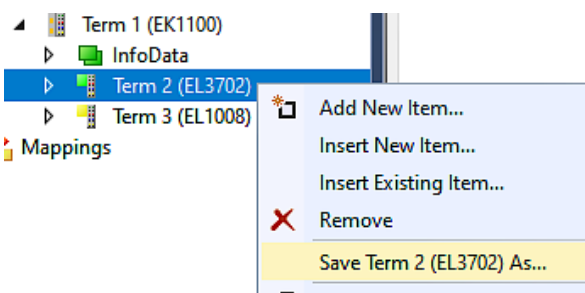 Term 1 (EK1100)
InfoData
Term 2 (EL3702)
Term 3 (EL1008)
Mappings
Add New Item...
Insert New Item...
Insert Existing Item...
Remove
Save Term 2 (EL3702) As...